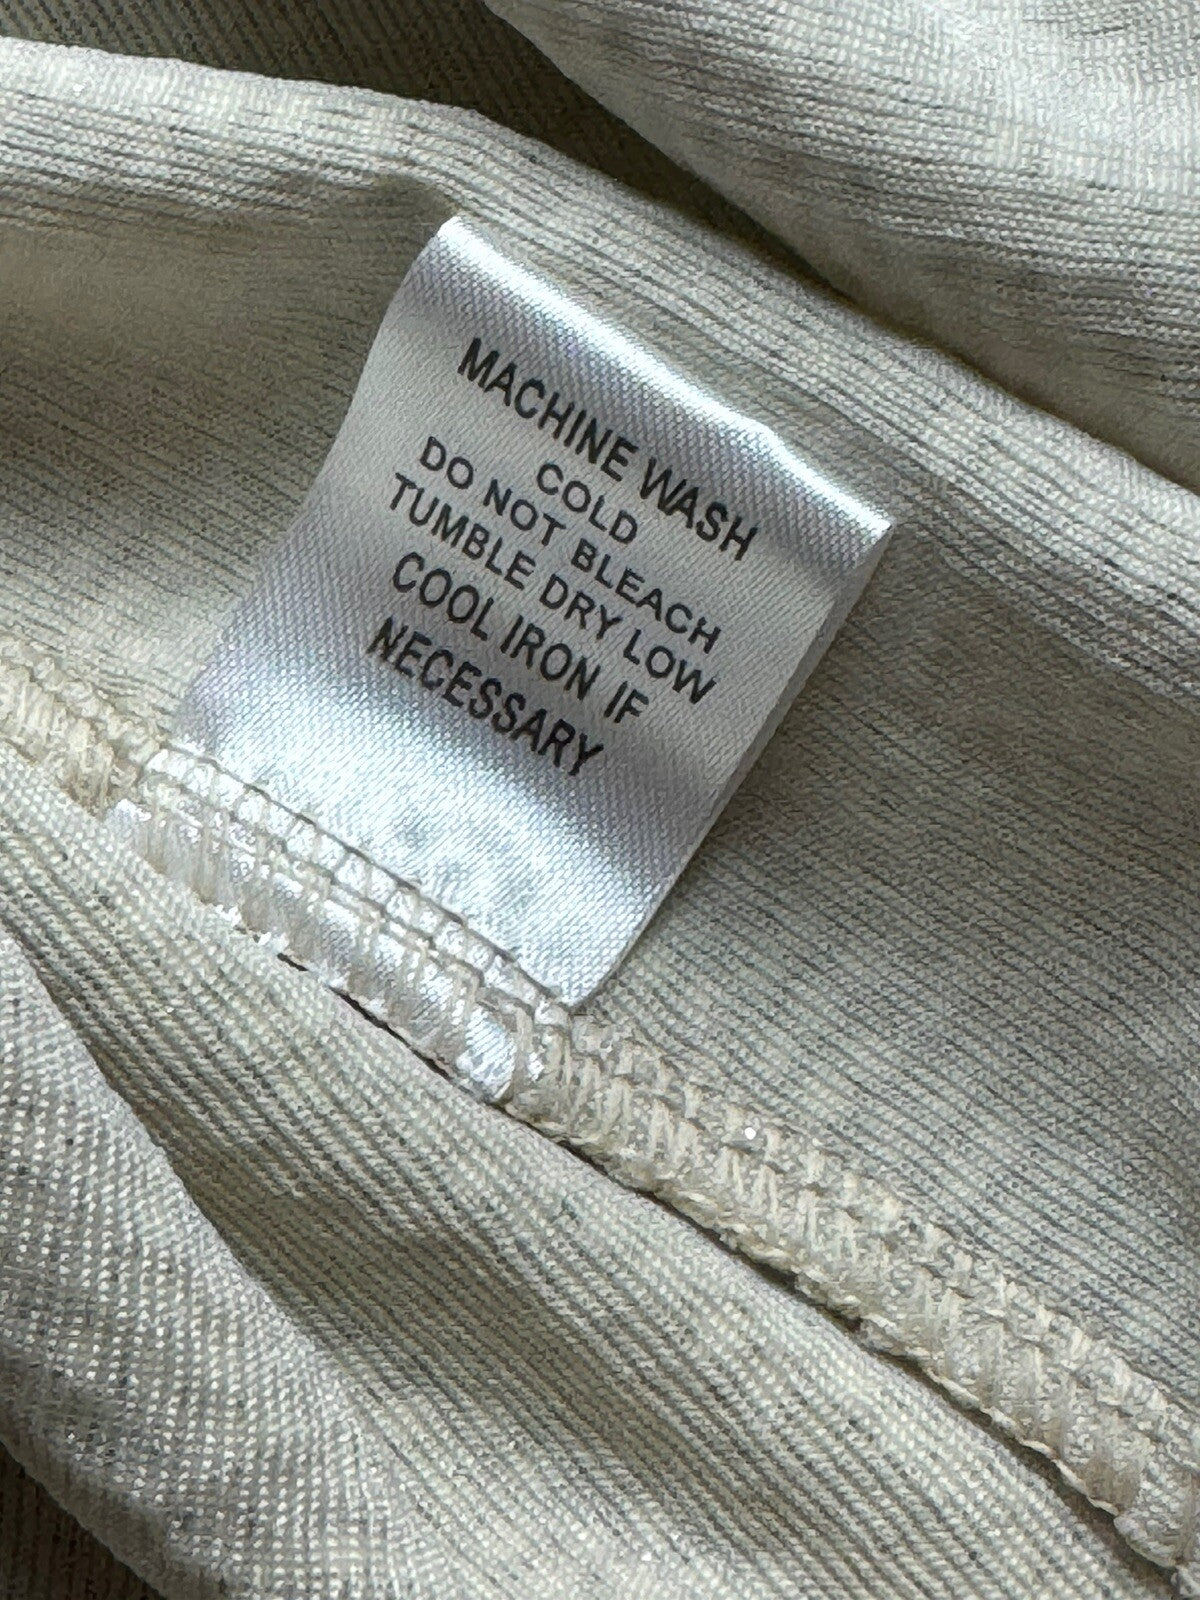 MACHINE WASH
COLD
DO NOT BLEACH
TUMBLE DRY LOW
COOL IRON IF
NECESSARY